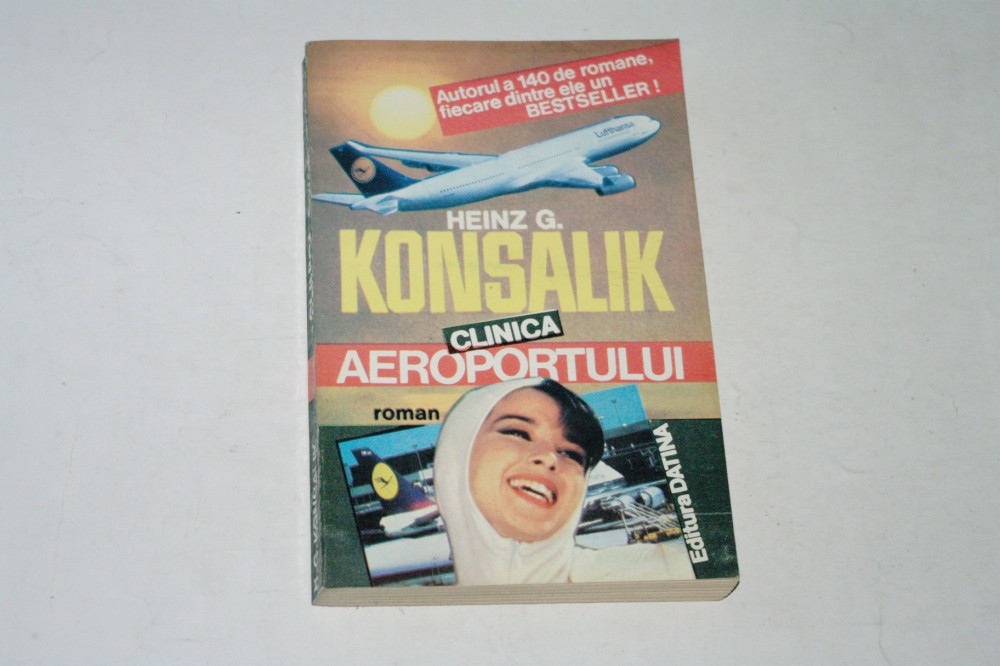 Autorul a 140 de romane,
fiecare dintre ele un
BESTSELLER !
Lufthansa
HEINZ G.
KONSALIK
CLINICA
AEROPORTULUI
roman
Editura DATINA